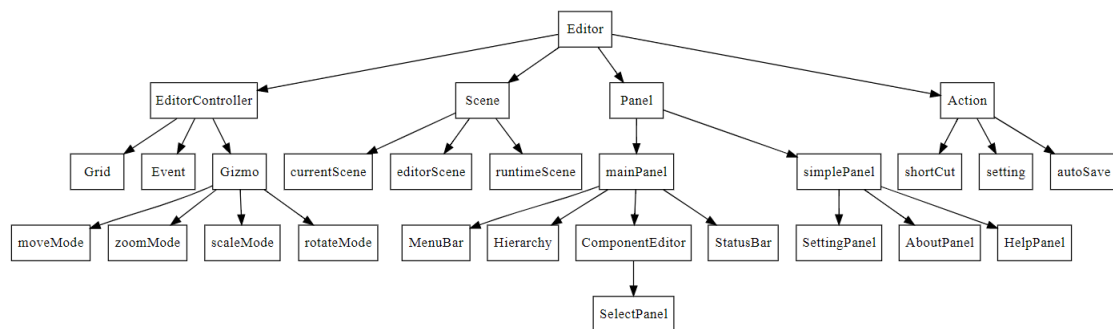 Editor
EditorController
Scene
Panel
Action
Grid
Event
Gizmo
currentScene
editorScene
runtimeScene
mainPanel
simplePanel
shortCut
setting
autoSave
moveMode
zoomMode
scaleMode
rotateMode
MenuBar
Hierarchy
ComponentEditor
StatusBar
SettingPanel
AboutPanel
HelpPanel
SelectPanel